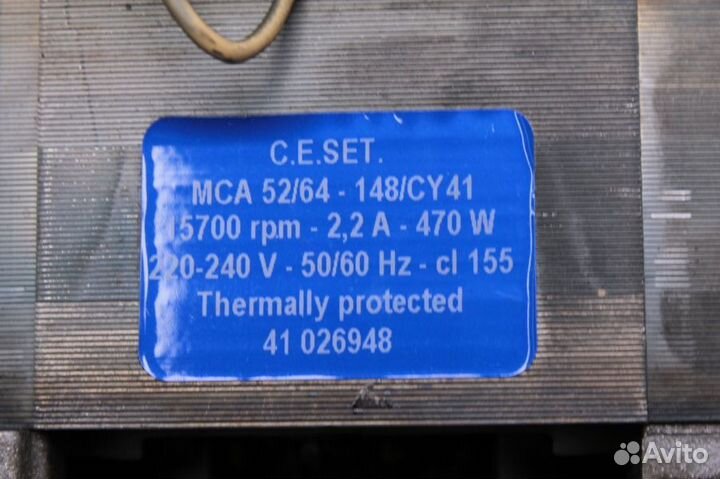 C.E.SET.
MCA 52/64 - 148/CY41
15700 rpm - 2,2 A - 470 W
220-240 V - 50/60 Hz - cl 155
Thermally protected
41 026948
Avito